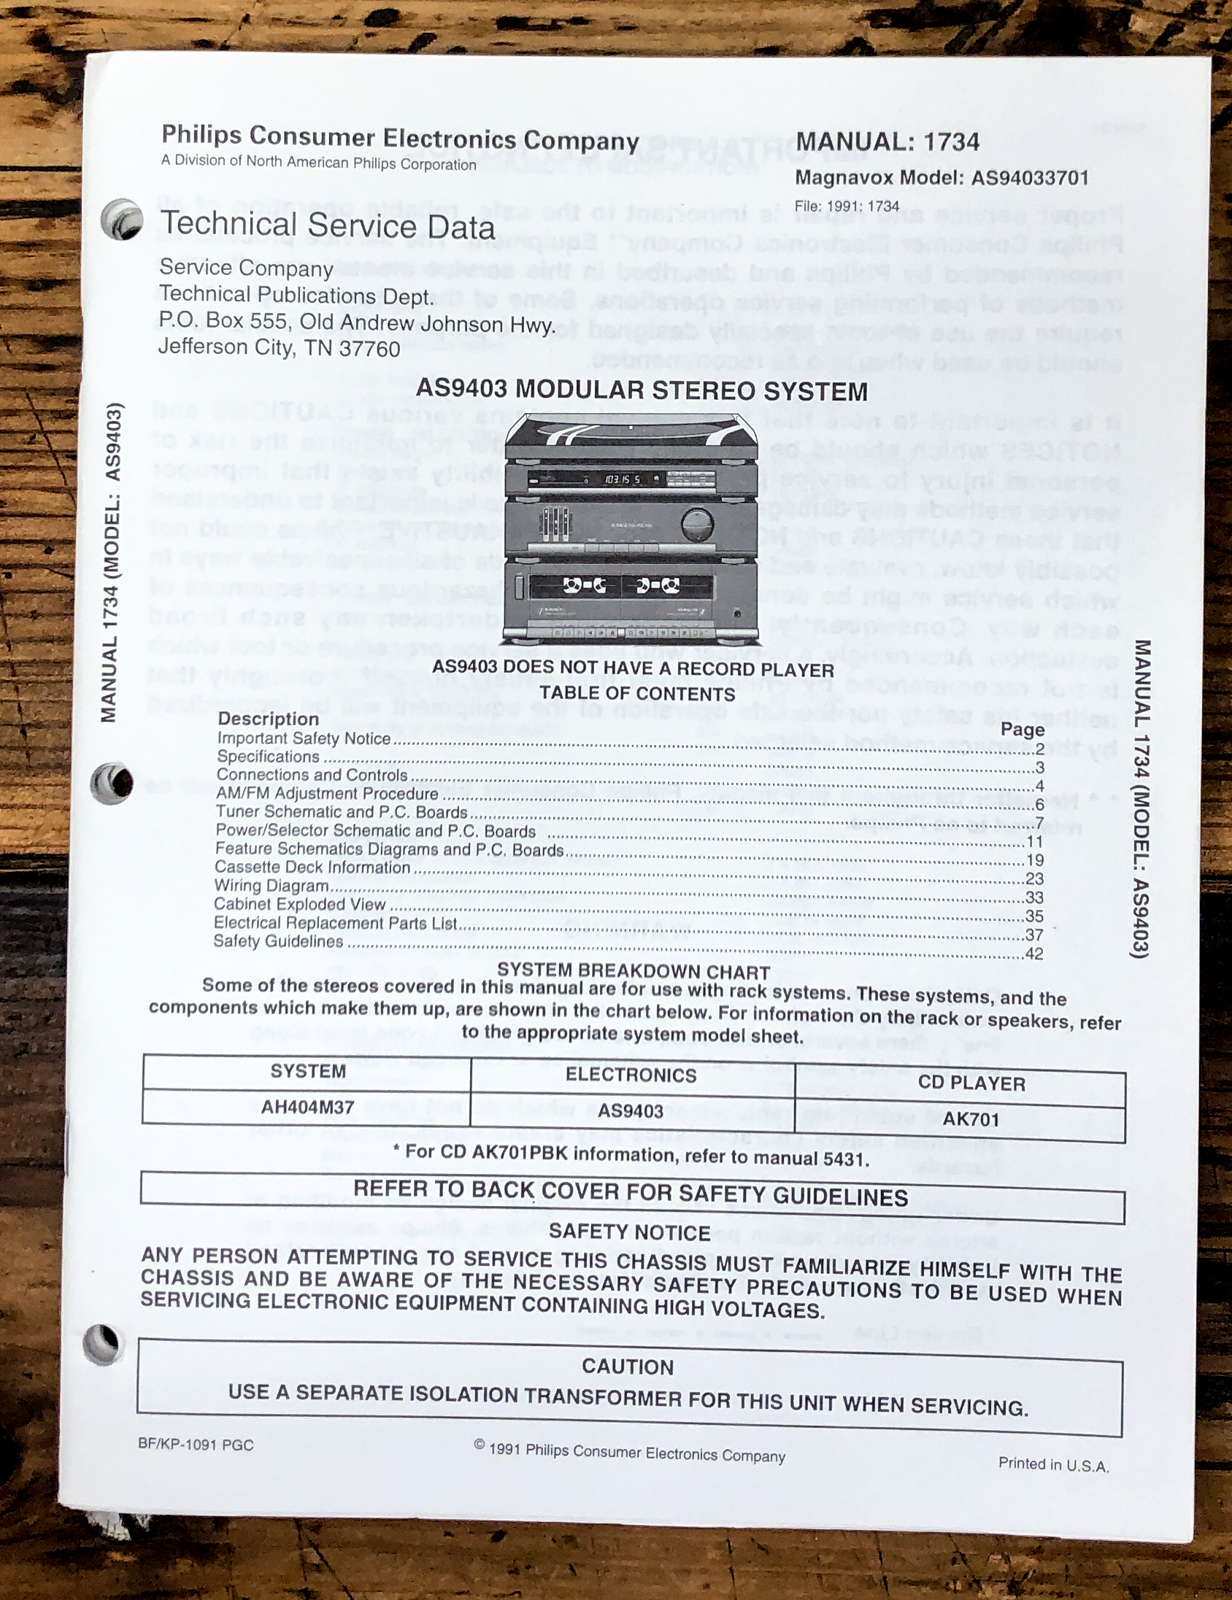 Philips Consumer Electronics Company
A Division of North American Philips Corporation
MANUAL: 1734
Magnavox Model: AS94033701
File: 1991: 1734
Technical Service Data
Service Company
Technical Publications Dept.
P.O. Box 555, Old Andrew Johnson Hwy.
Jefferson City, TN 37760
MANUAL 1734 (MODEL: AS9403)
AS9403 MODULAR STEREO SYSTEM
103.15 5
AS9403 DOES NOT HAVE A RECORD PLAYER
TABLE OF CONTENTS
Description Page
Important Safety Notice 2
Specifications 3
Connections and Controls 4
AM/FM Adjustment Procedure 6
Tuner Schematic and P.C. Boards 7
Power/Selector Schematic and P.C. Boards 11
Feature Schematics Diagrams and P.C. Boards 19
Cassette Deck Information 23
Wiring Diagram 33
Cabinet Exploded View 35
Electrical Replacement Parts List 37
Safety Guidelines 42
MANUAL 1734 (MODEL: AS9403)
SYSTEM BREAKDOWN CHART
Some of the stereos covered in this manual are for use with rack systems. These systems, and the
components which make them up, are shown in the chart below. For information on the rack or speakers, refer
to the appropriate system model sheet.
SYSTEM ELECTRONICS CD PLAYER
AH404M37 AS9403 AK701
* For CD AK701PBK information, refer to manual 5431.
REFER TO BACK COVER FOR SAFETY GUIDELINES
SAFETY NOTICE
ANY PERSON ATTEMPTING TO SERVICE THIS CHASSIS MUST FAMILIARIZE HIMSELF WITH THE
CHASSIS AND BE AWARE OF THE NECESSARY SAFETY PRECAUTIONS TO BE USED WHEN
SERVICING ELECTRONIC EQUIPMENT CONTAINING HIGH VOLTAGES.
CAUTION
USE A SEPARATE ISOLATION TRANSFORMER FOR THIS UNIT WHEN SERVICING.
BF/KP-1091 PGC
© 1991 Philips Consumer Electronics Company
Printed in U.S.A.